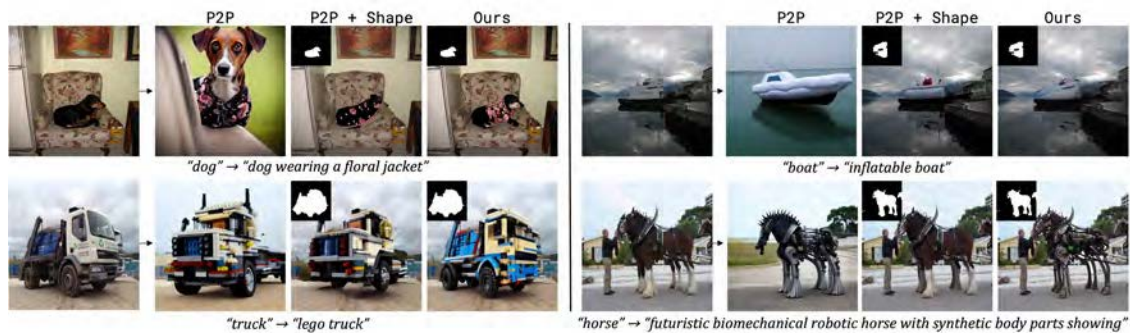 P2P P2P + Shape Ours P2P P2P + Shape Ours
"dog" → "dog wearing a floral jacket"
"boat" → "inflatable boat"
"truck" → "lego truck"
"horse" → "futuristic biomechanical robotic horse with synthetic body parts showing"